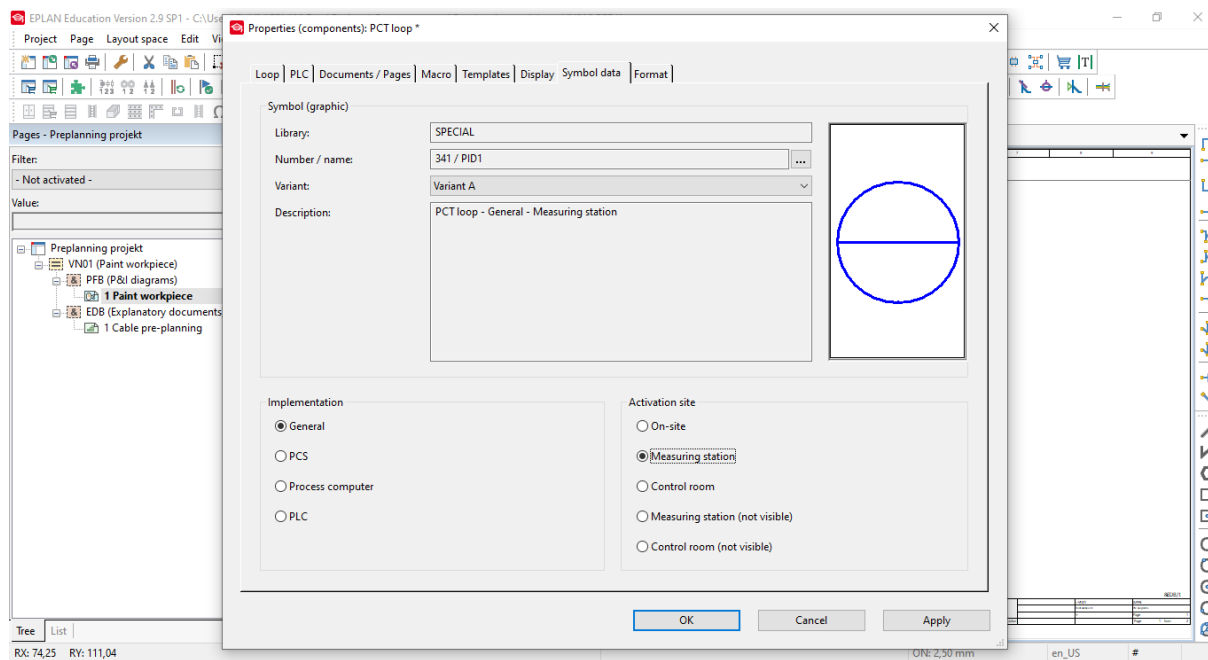 EPLAN Education Version 2.9 SP1 - C:\Use
Project Page Layout space Edit Vi
Pages - Preplanning projekt
Filter:
- Not activated -
Value:
Preplanning projekt
VN01 (Paint workpiece)
PFB (P&I diagrams)
1 Paint workpiece
EDB (Explanatory documents
1 Cable pre-planning
Tree List
RX: 74,25 RY: 111,04
Properties (components): PCT loop *
Loop PLC Documents / Pages Macro Templates Display Symbol data Format
Symbol (graphic)
Library: SPECIAL
Number / name: 341 / PID1 ...
Variant: Variant A
Description: PCT loop - General - Measuring station
Implementation
General
PCS
Process computer
PLC
Activation site
On-site
Measuring station
Control room
Measuring station (not visible)
Control room (not visible)
OK Cancel Apply
ON: 2,50 mm en_US #